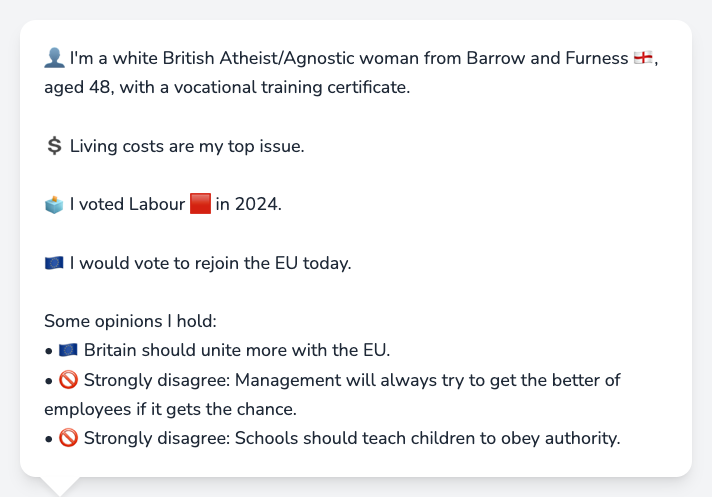 👤 I'm a white British Atheist/Agnostic woman from Barrow and Furness 🏴󠁧󠁢󠁥󠁮󠁧󠁿,
aged 48, with a vocational training certificate.
💲 Living costs are my top issue.
🗳️ I voted Labour 🟥 in 2024.
🇪🇺 I would vote to rejoin the EU today.
Some opinions I hold:
• 🇪🇺 Britain should unite more with the EU.
• 🚫 Strongly disagree: Management will always try to get the better of
employees if it gets the chance.
• 🚫 Strongly disagree: Schools should teach children to obey authority.